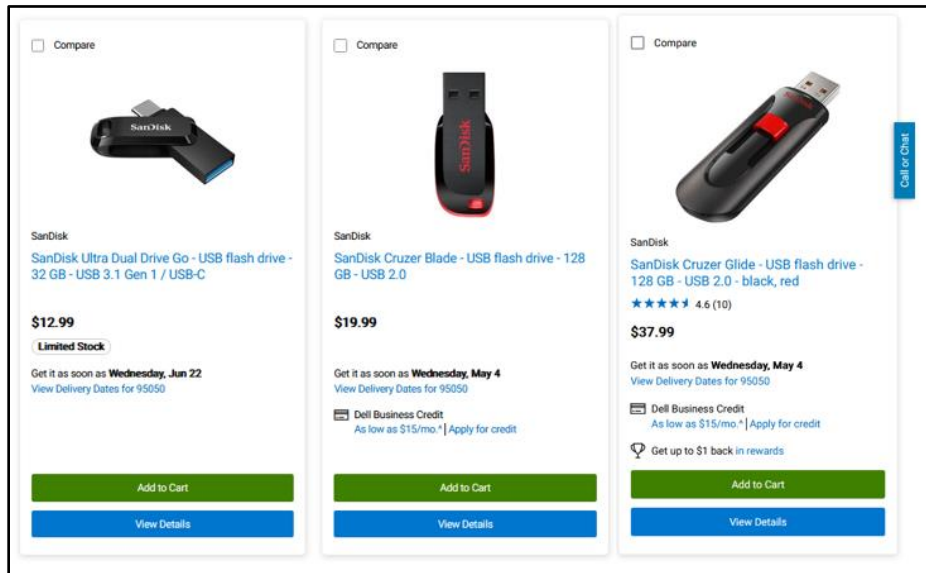 Compare
SanDisk
SanDisk
SanDisk Ultra Dual Drive Go - USB flash drive -
32 GB - USB 3.1 Gen 1 / USB-C
$12.99
Limited Stock
Get it as soon as Wednesday, Jun 22
View Delivery Dates for 95050
Add to Cart
View Details
Compare
SanDisk
SanDisk
SanDisk Cruzer Blade - USB flash drive - 128
GB - USB 2.0
$19.99
Get it as soon as Wednesday, May 4
View Delivery Dates for 95050
Dell Business Credit
As low as $15/mo.^ | Apply for credit
Add to Cart
View Details
Compare
SanDisk
SanDisk
SanDisk Cruzer Glide - USB flash drive -
128 GB - USB 2.0 - black, red
4.6 (10)
$37.99
Get it as soon as Wednesday, May 4
View Delivery Dates for 95050
Dell Business Credit
As low as $15/mo.^ | Apply for credit
Get up to $1 back in rewards
Add to Cart
View Details
Call or Chat